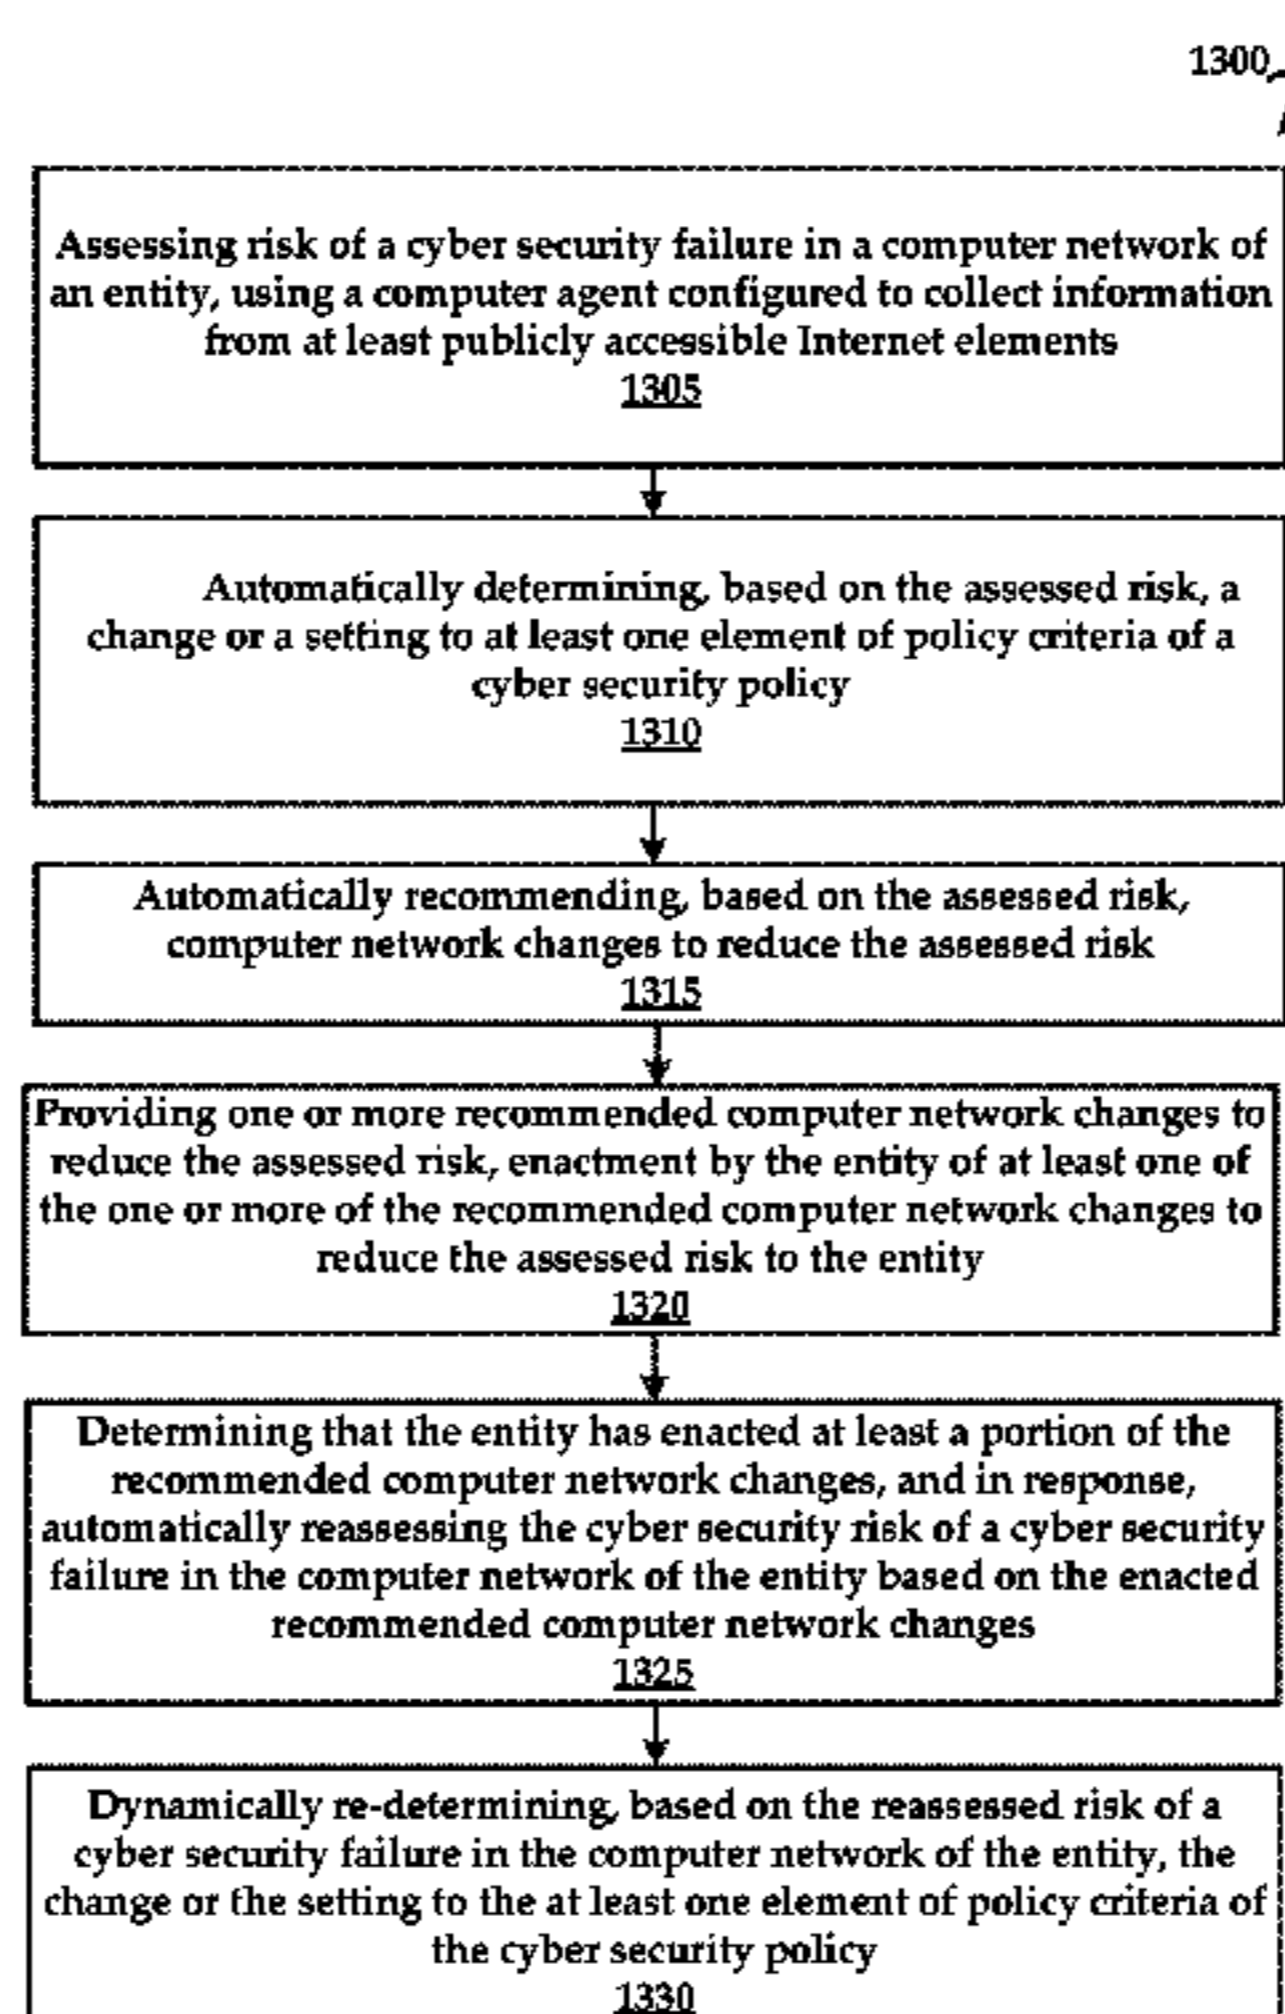 1300
Assessing risk of a cyber security failure in a computer network of
an entity, using a computer agent configured to collect information
from at least publicly accessible Internet elements
1305
Automatically determining, based on the assessed risk, a
change or a setting to at least one element of policy criteria of a
cyber security policy
1310
Automatically recommending, based on the assessed risk,
computer network changes to reduce the assessed risk
1315
Providing one or more recommended computer network changes to
reduce the assessed risk, enactment by the entity of at least one of
the one or more of the recommended computer network changes to
reduce the assessed risk to the entity
1320
Determining that the entity has enacted at least a portion of the
recommended computer network changes, and in response,
automatically reassessing the cyber security risk of a cyber security
failure in the computer network of the entity based on the enacted
recommended computer network changes
1325
Dynamically re-determining, based on the reassessed risk of a
cyber security failure in the computer network of the entity, the
change or the setting to the at least one element of policy criteria of
the cyber security policy
1330